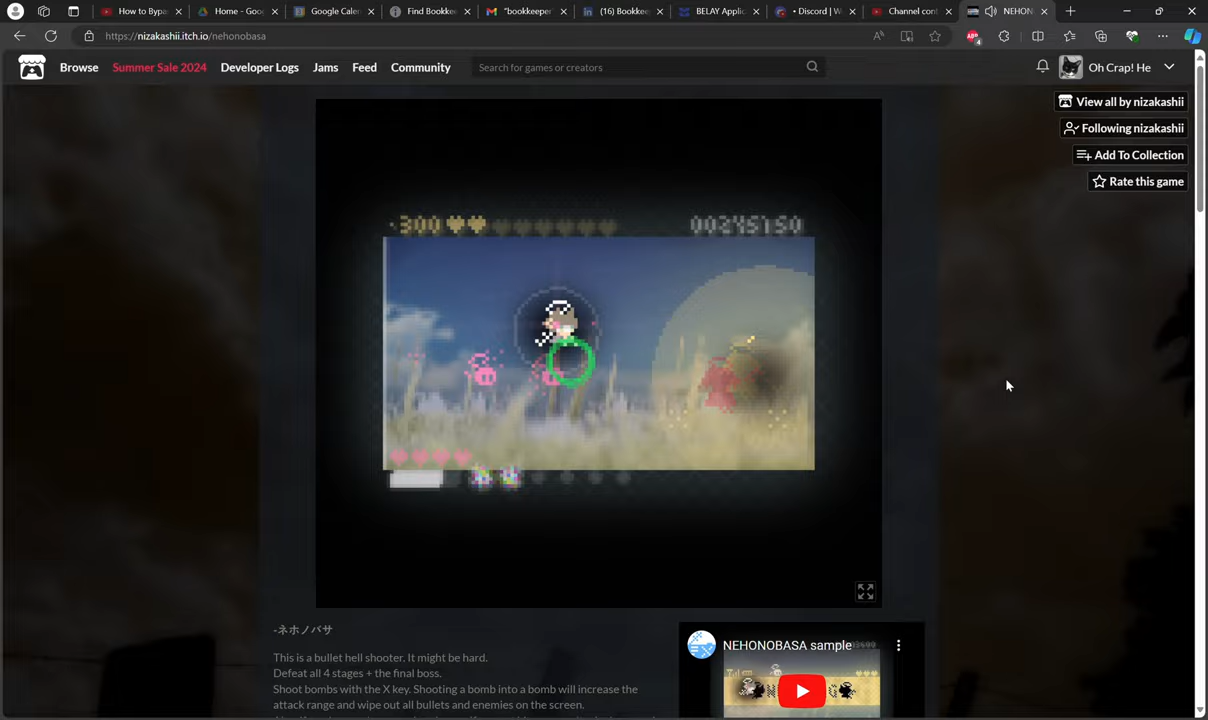 How to Bypa
Home - Goog
Google Calen
Find Bookkee
"bookkeeper"
(16) Bookkee
BELAY Applic
• Discord | W
Channel cont
NEHON
https://nizakashii.itch.io/nehonobasa
4
Browse
Summer Sale 2024
Developer Logs
Jams
Feed
Community
Search for games or creators
Oh Crap! He
View all by nizakashii
Following nizakashii
Add To Collection
Rate this game
300
00245150
-ネホノバサ
This is a bullet hell shooter. It might be hard.
Defeat all 4 stages + the final boss.
Shoot bombs with the X key. Shooting a bomb into a bomb will increase the
attack range and wipe out all bullets and enemies on the screen.
NEHONOBASA sample